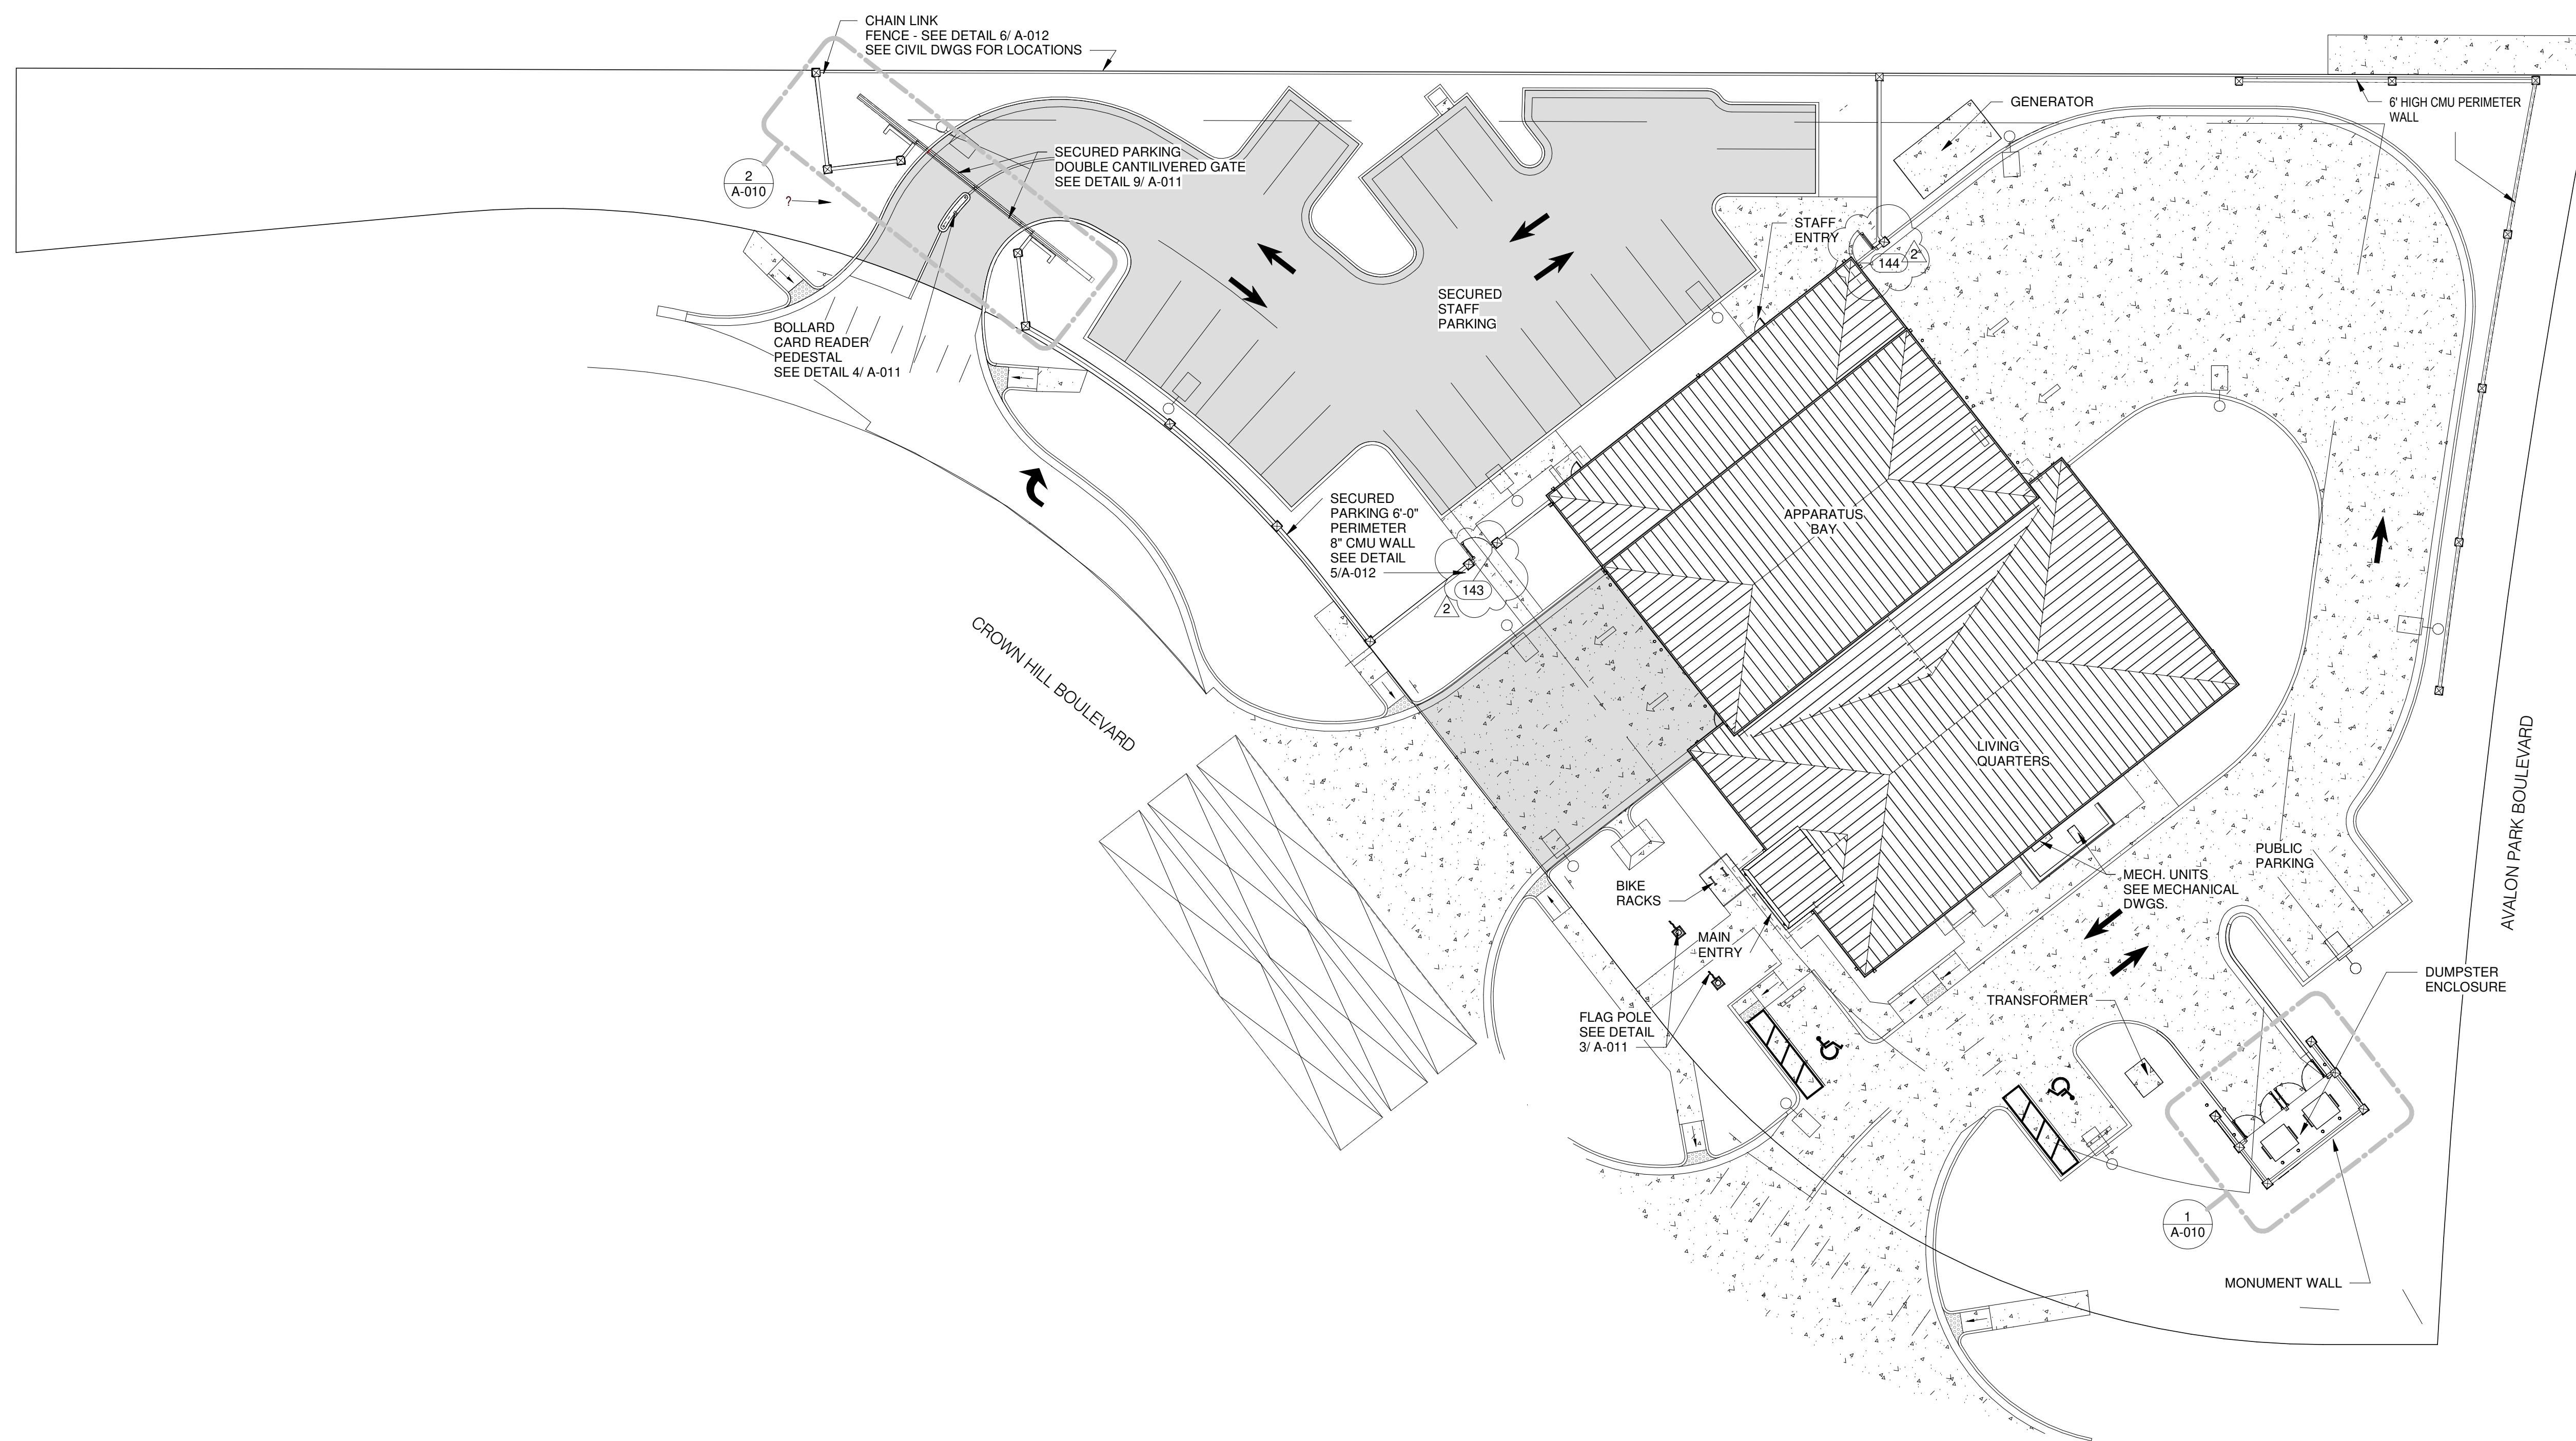 CHAIN LINK
FENCE - SEE DETAIL 6/ A-012
SEE CIVIL DWGS FOR LOCATIONS
GENERATOR
6' HIGH CMU PERIMETER
WALL
SECURED PARKING
DOUBLE CANTILIVERED GATE
SEE DETAIL 9/ A-011
2
A-010
?
STAFF
ENTRY
144
2
SECURED
STAFF
PARKING
BOLLARD
CARD READER
PEDESTAL
SEE DETAIL 4/ A-011
SECURED
PARKING 6'-0"
PERIMETER
8" CMU WALL
SEE DETAIL
5/A-012
143
2
APPARATUS
BAY
CROWN HILL BOULEVARD
LIVING
QUARTERS
AVALON PARK BOULEVARD
PUBLIC
PARKING
MECH. UNITS
SEE MECHANICAL
DWGS.
BIKE
RACKS
MAIN
ENTRY
DUMPSTER
ENCLOSURE
TRANSFORMER
FLAG POLE
SEE DETAIL
3/ A-011
1
A-010
MONUMENT WALL